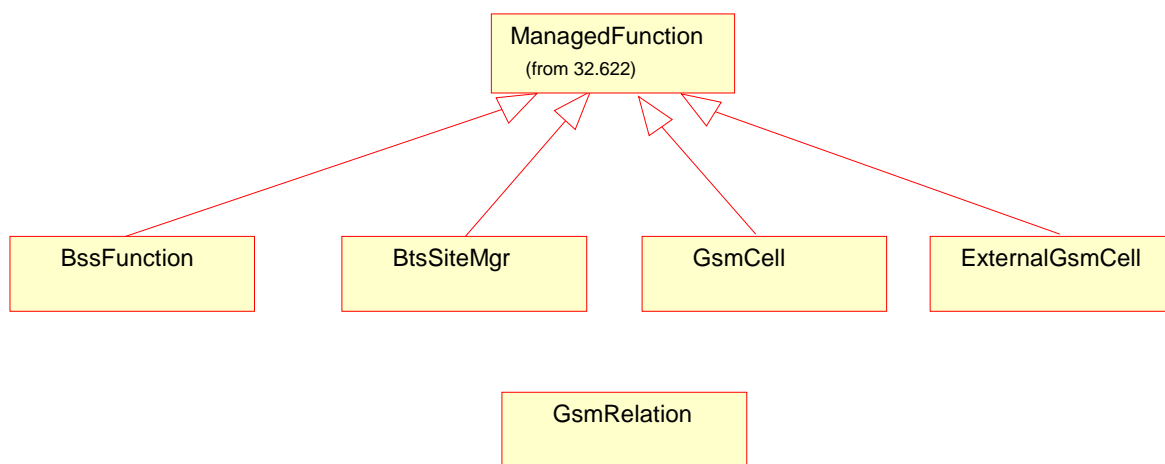 ManagedFunction
(from 32.622)
BssFunction
BtsSiteMgr
GsmCell
ExternalGsmCell
GsmRelation